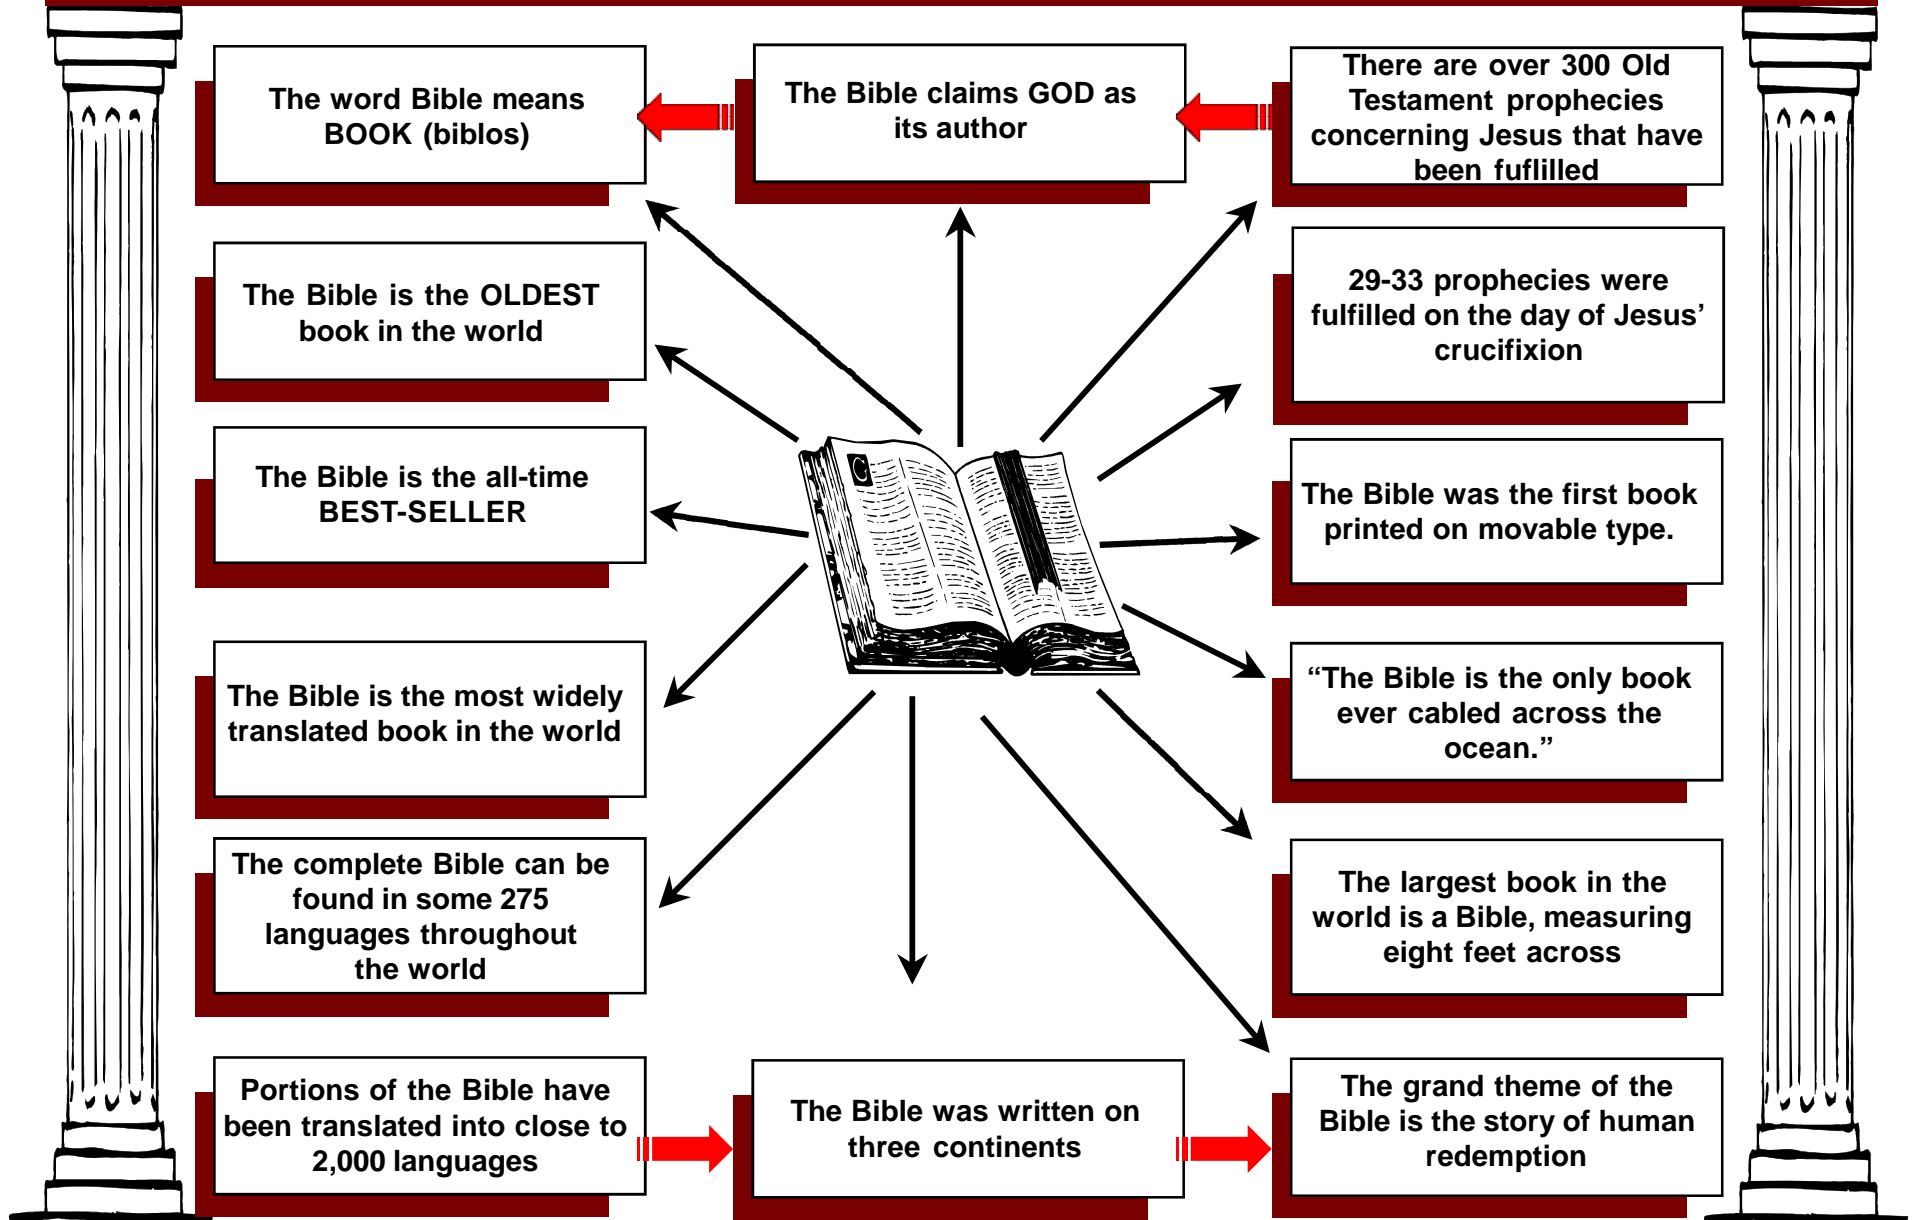 The word Bible means
BOOK (biblos)
The Bible claims GOD as
its author
There are over 300 Old
Testament prophecies
concerning Jesus that have
been fuflilled
The Bible is the OLDEST
book in the world
29-33 prophecies were
fulfilled on the day of Jesus’
crucifixion
The Bible is the all-time
BEST-SELLER
The Bible was the first book
printed on movable type.
The Bible is the most widely
translated book in the world
“The Bible is the only book
ever cabled across the
ocean.”
The complete Bible can be
found in some 275
languages throughout
the world
The largest book in the
world is a Bible, measuring
eight feet across
Portions of the Bible have
been translated into close to
2,000 languages
The Bible was written on
three continents
The grand theme of the
Bible is the story of human
redemption